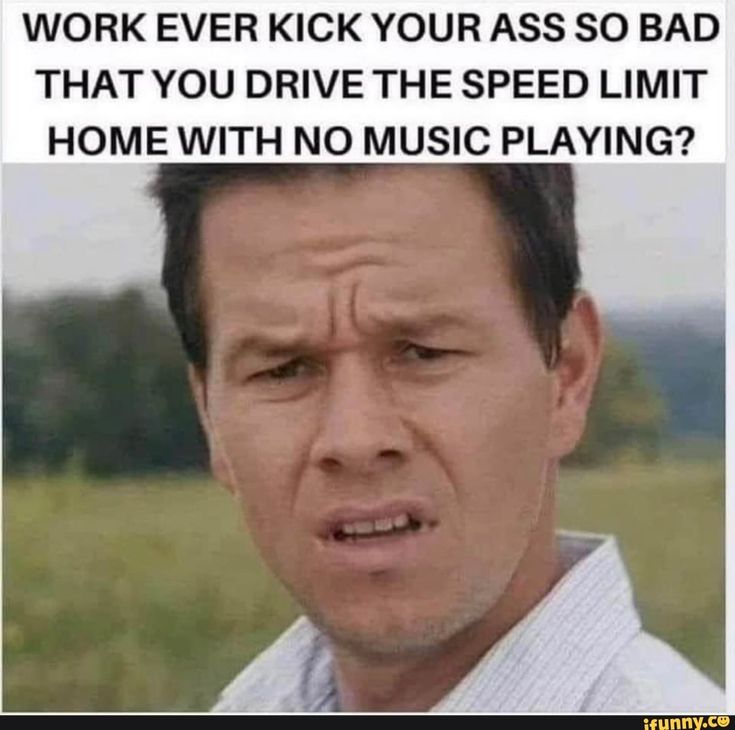 WORK EVER KICK YOUR ASS SO BAD
THAT YOU DRIVE THE SPEED LIMIT
HOME WITH NO MUSIC PLAYING?
ifunny.co